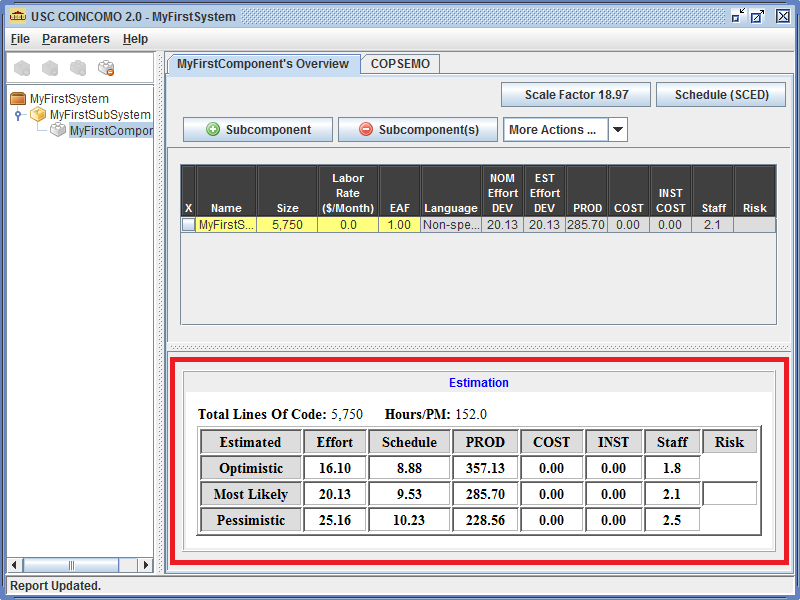 USC COINCOMO 2.0 - MyFirstSystem
File Parameters Help
MyFirstComponent's Overview COPSEMO
MyFirstSystem
MyFirstSubSystem
MyFirstCompor
Scale Factor 18.97 Schedule (SCED)
Subcomponent Subcomponent(s) More Actions ...
X Name Size Labor Rate ($/Month) EAF Language NOM Effort DEV EST Effort DEV PROD COST INST COST Staff Risk
MyFirstS... 5,750 0.0 1.00 Non-spe... 20.13 20.13 285.70 0.00 0.00 2.1
Estimation
Total Lines Of Code: 5,750 Hours/PM: 152.0
Estimated Effort Schedule PROD COST INST Staff Risk
Optimistic 16.10 8.88 357.13 0.00 0.00 1.8
Most Likely 20.13 9.53 285.70 0.00 0.00 2.1
Pessimistic 25.16 10.23 228.56 0.00 0.00 2.5
Report Updated.